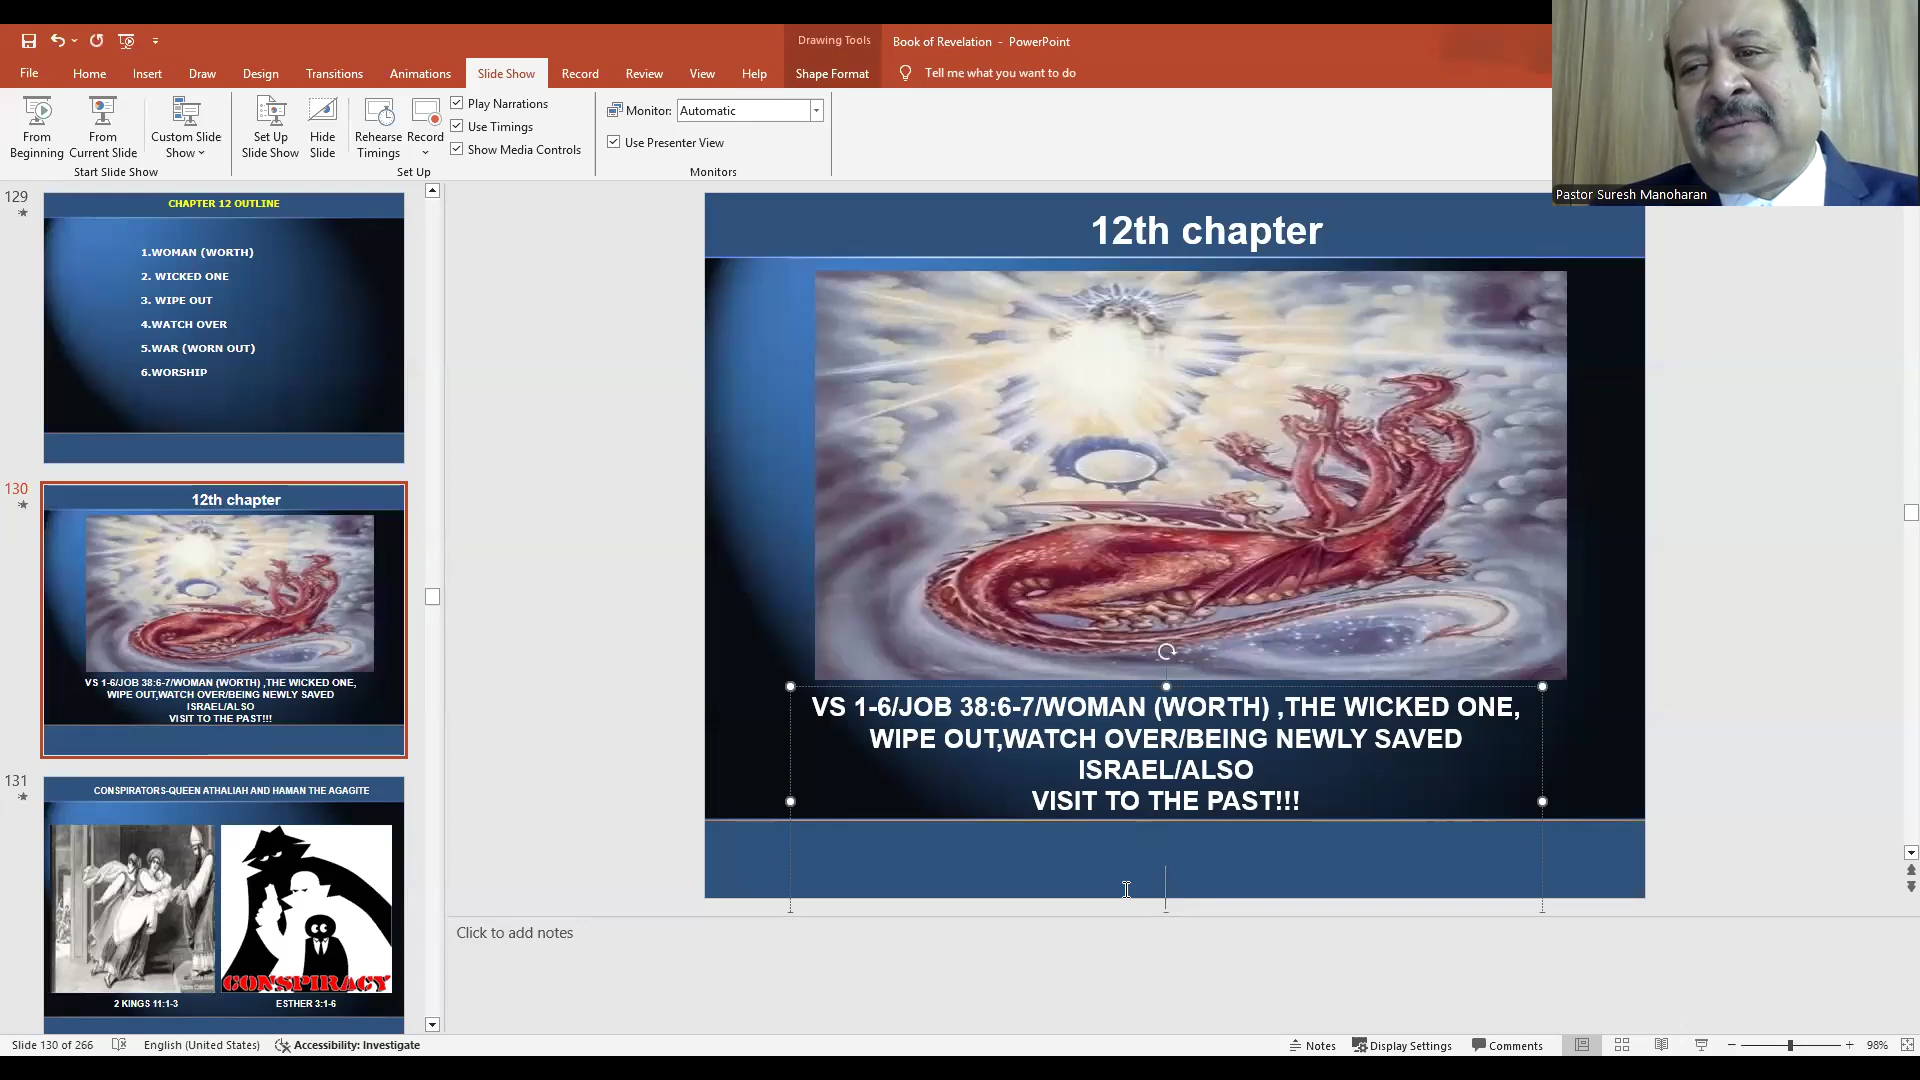 Drawing Tools
Book of Revelation - PowerPoint
File
Home
Insert
Draw
Design
Transitions
Animations
Slide Show
Record
Review
View
Help
Shape Format
Tell me what you want to do
From Beginning
From Current Slide
Custom Slide Show
Start Slide Show
Set Up Slide Show
Hide Slide
Rehearse Timings
Record
Play Narrations
Use Timings
Show Media Controls
Set Up
Monitor:
Automatic
Use Presenter View
Monitors
Pastor Suresh Manoharan
129
CHAPTER 12 OUTLINE
1.WOMAN (WORTH)
2. WICKED ONE
3. WIPE OUT
4.WATCH OVER
5.WAR (WORN OUT)
6.WORSHIP
130
12th chapter
VS 1-6/JOB 38:6-7/WOMAN (WORTH) ,THE WICKED ONE,
WIPE OUT,WATCH OVER/BEING NEWLY SAVED
ISRAEL/ALSO
VISIT TO THE PAST!!!
131
CONSPIRATORS-QUEEN ATHALIAH AND HAMAN THE AGAGITE
CONSPIRACY
2 KINGS 11:1-3
ESTHER 3:1-6
12th chapter
VS 1-6/JOB 38:6-7/WOMAN (WORTH) ,THE WICKED ONE,
WIPE OUT,WATCH OVER/BEING NEWLY SAVED
ISRAEL/ALSO
VISIT TO THE PAST!!!
Click to add notes
Slide 130 of 266
English (United States)
Accessibility: Investigate
Notes
Display Settings
Comments
98%